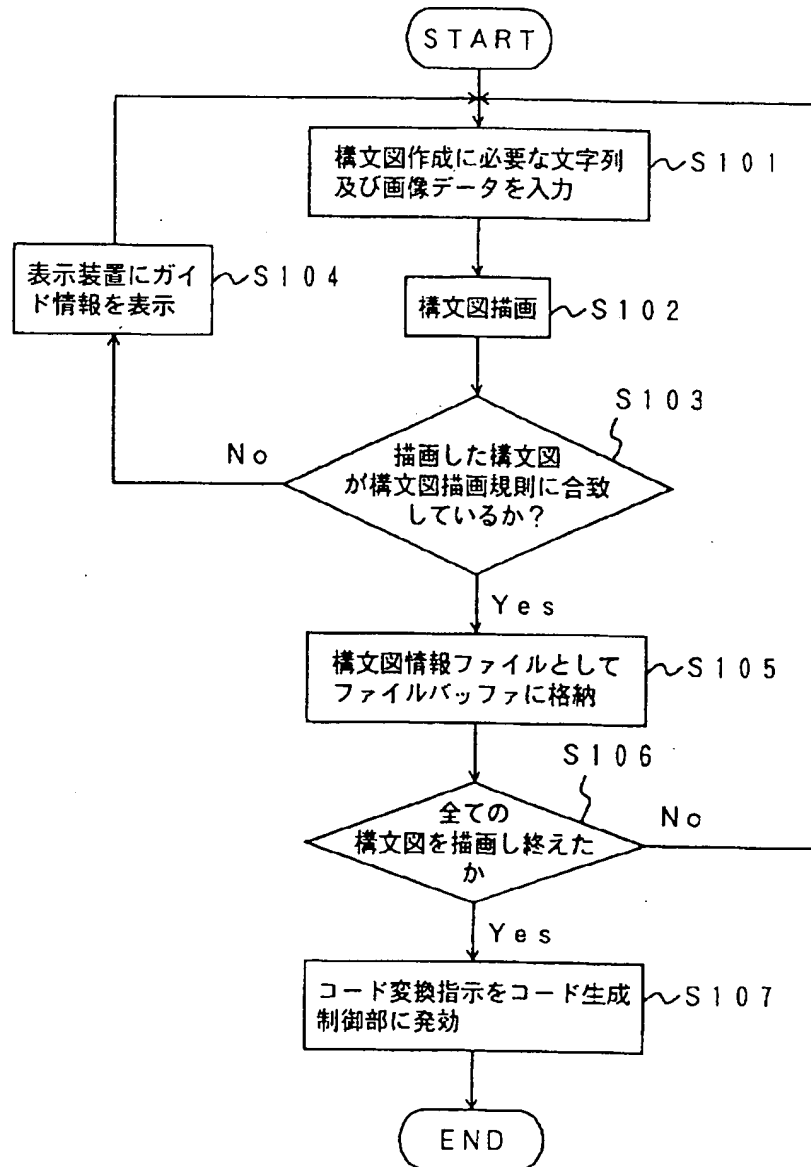 START
構文図作成に必要な文字列
及び画像データを入力
S101
表示装置にガイ
ド情報を表示
S104
構文図描画
S102
S103
No
描画した構文図
が構文図描画規則に合致
しているか？
Yes
構文図情報ファイルとして
ファイルバッファに格納
S105
S106
全ての
構文図を描画し終えた
か
No
Yes
コード変換指示をコード生成
制御部に発効
S107
END